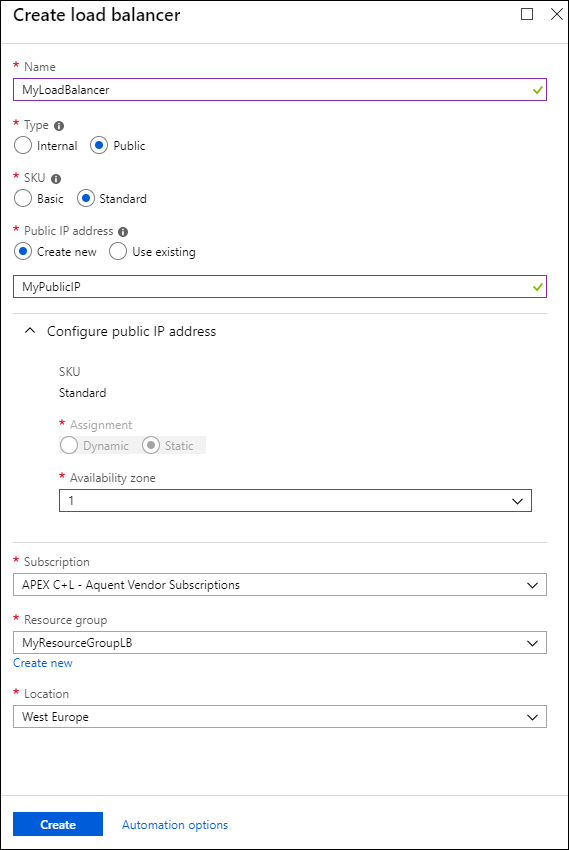 Create load balancer
* Name
MyLoadBalancer
* Type
Internal Public
* SKU
Basic Standard
* Public IP address
Create new Use existing
MyPublicIP
Configure public IP address
SKU
Standard
* Assignment
Dynamic Static
* Availability zone
1
* Subscription
APEX C+L - Aquent Vendor Subscriptions
* Resource group
MyResourceGroupLB
Create new
* Location
West Europe
Create Automation options